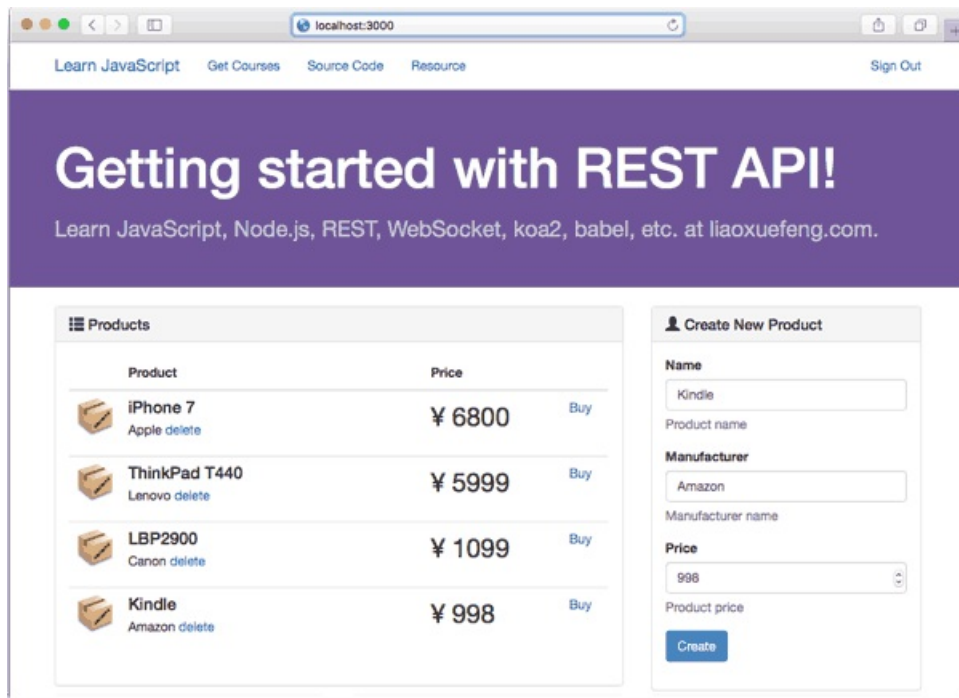 localhost:3000
Learn JavaScript Get Courses Source Code Resource Sign Out
Getting started with REST API!
Learn JavaScript, Node.js, REST, WebSocket, koa2, babel, etc. at liaoxuefeng.com.
Products
Product Price
iPhone 7 ¥ 6800 Buy
Apple delete
ThinkPad T440 ¥ 5999 Buy
Lenovo delete
LBP2900 ¥ 1099 Buy
Canon delete
Kindle ¥ 998 Buy
Amazon delete
Create New Product
Name
Kindle
Product name
Manufacturer
Amazon
Manufacturer name
Price
998
Product price
Create